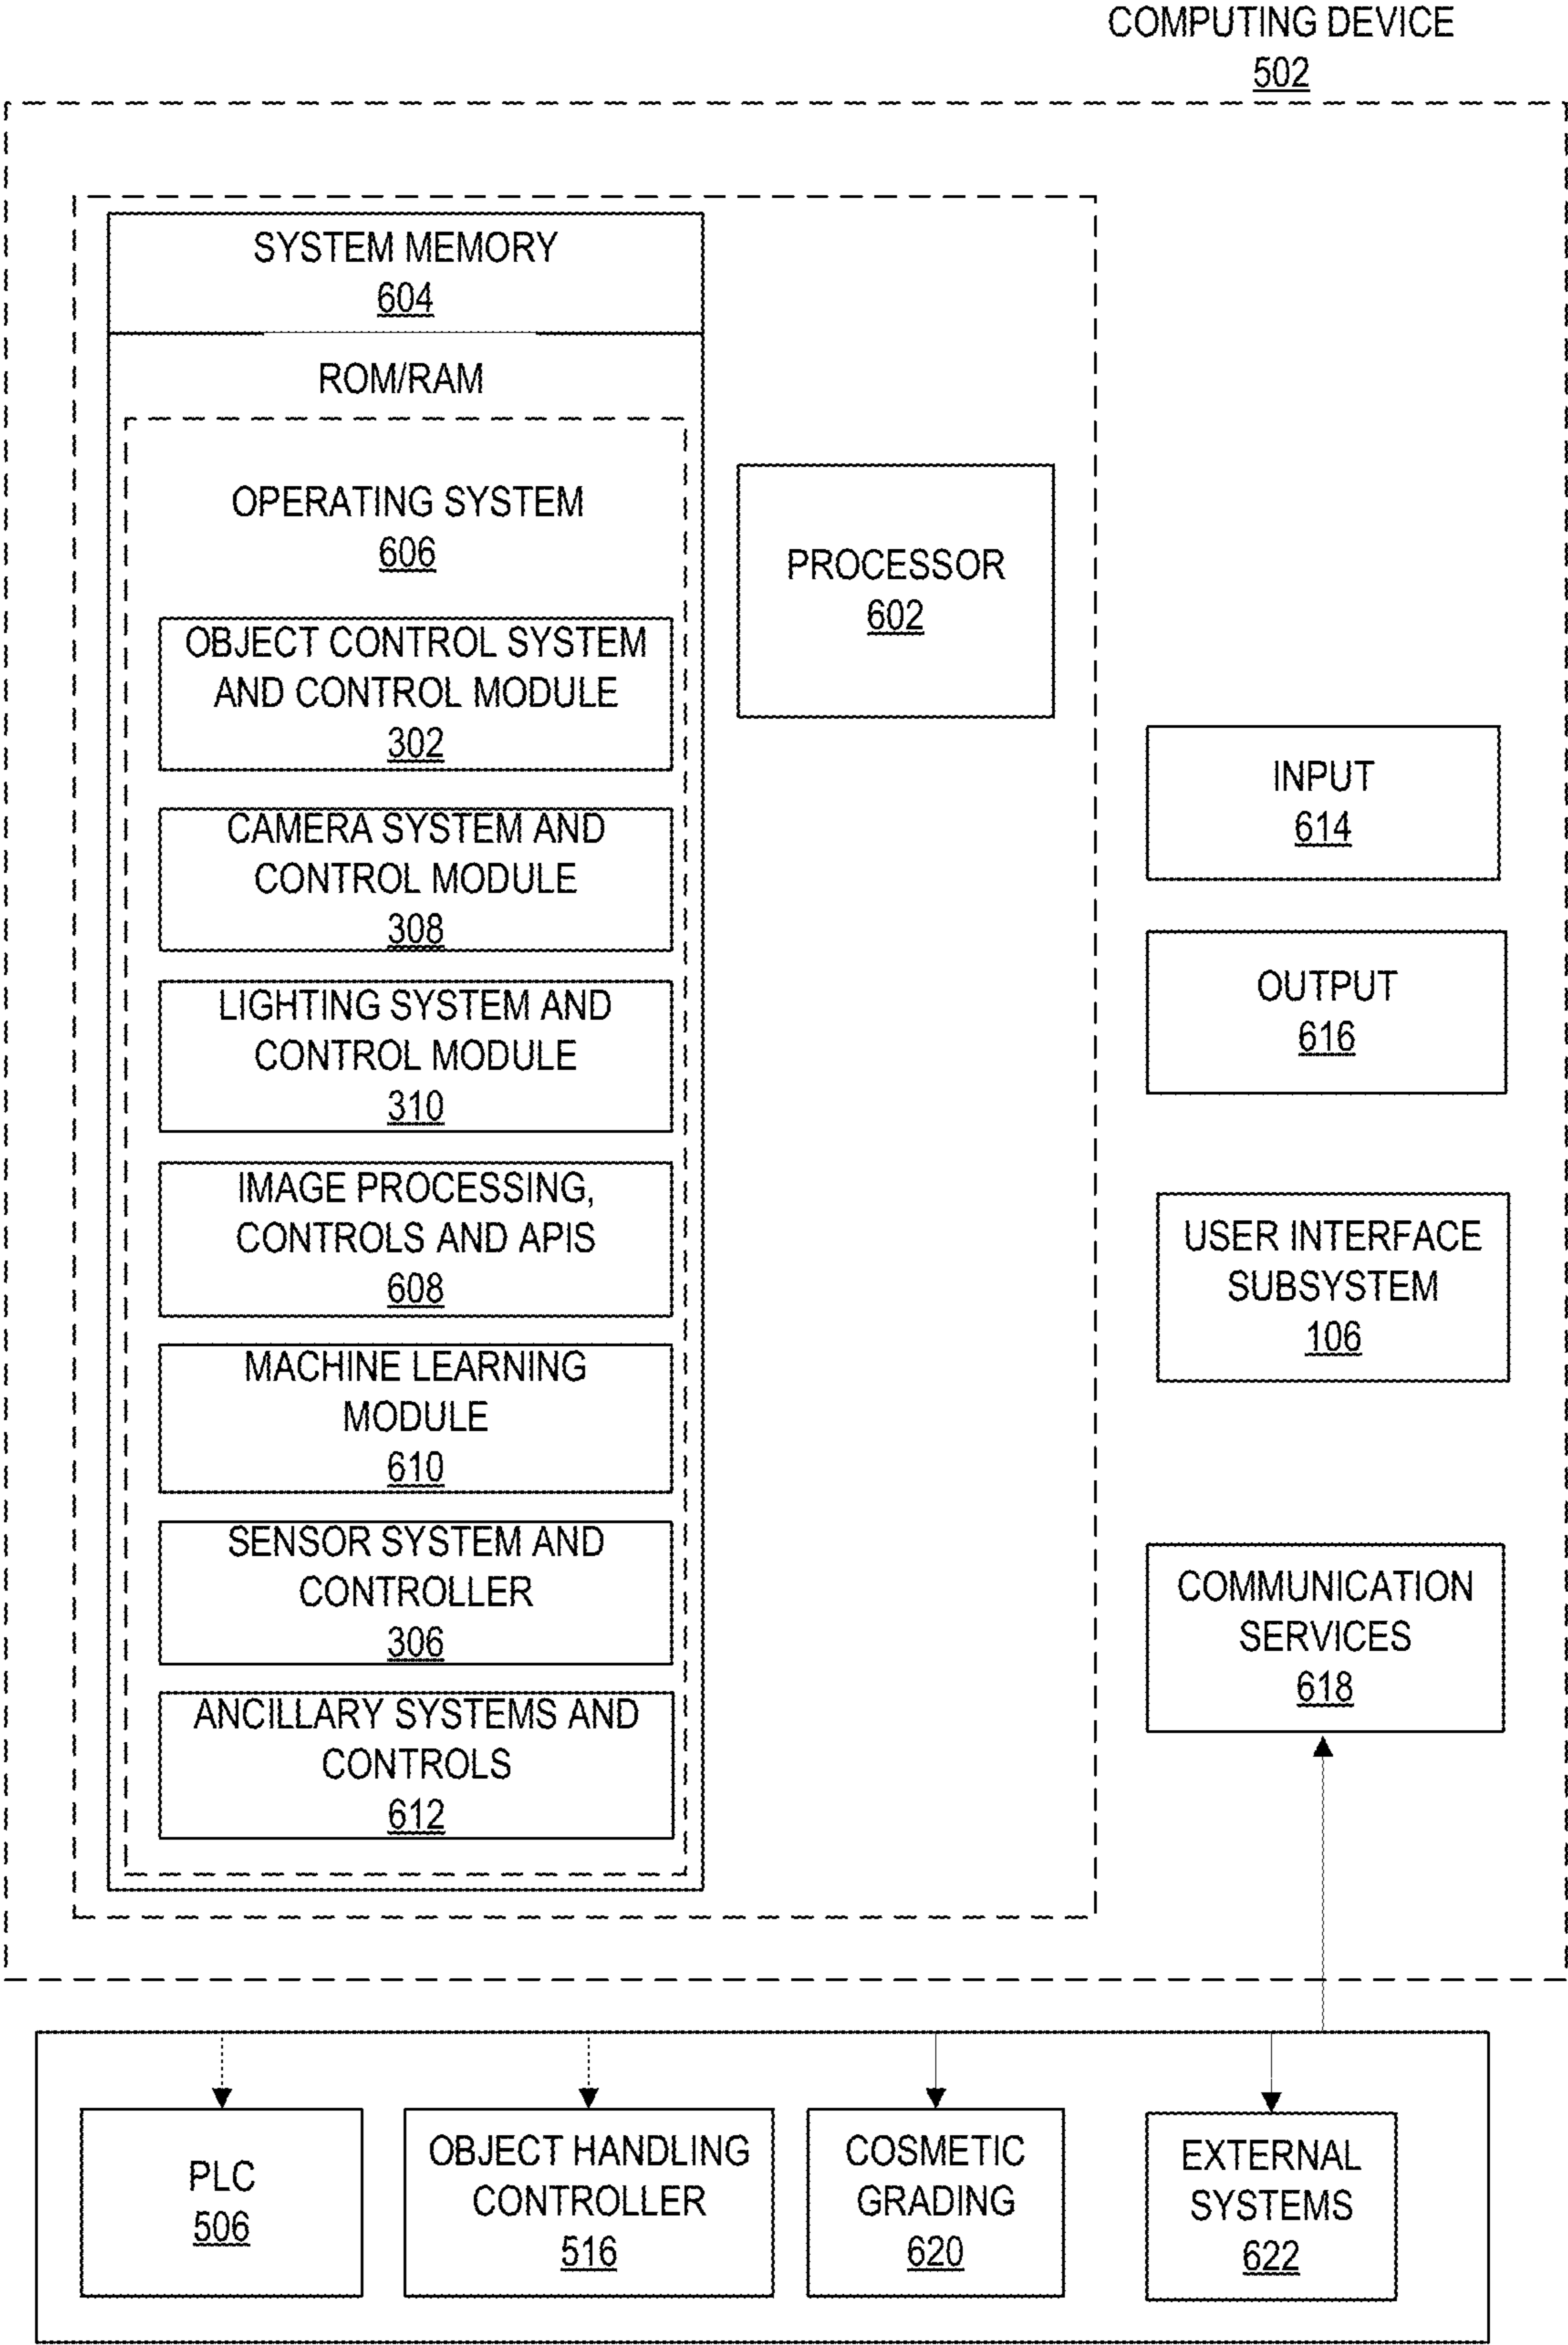 COMPUTING DEVICE
502
SYSTEM MEMORY
604
ROM/RAM
OPERATING SYSTEM
606
OBJECT CONTROL SYSTEM
AND CONTROL MODULE
302
CAMERA SYSTEM AND
CONTROL MODULE
308
LIGHTING SYSTEM AND
CONTROL MODULE
310
IMAGE PROCESSING,
CONTROLS AND APIS
608
MACHINE LEARNING
MODULE
610
SENSOR SYSTEM AND
CONTROLLER
306
ANCILLARY SYSTEMS AND
CONTROLS
612
PROCESSOR
602
INPUT
614
OUTPUT
616
USER INTERFACE
SUBSYSTEM
106
COMMUNICATION
SERVICES
618
PLC
506
OBJECT HANDLING
CONTROLLER
516
COSMETIC
GRADING
620
EXTERNAL
SYSTEMS
622